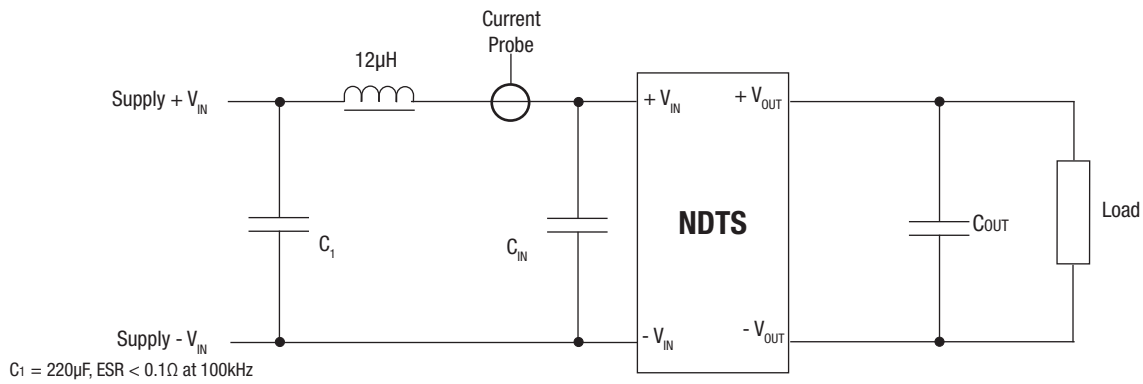 Current
Probe
12µH
Supply + VIN
+ VIN
+ VOUT
NDTS
C1
CIN
COUT
Load
Supply - VIN
- VIN
- VOUT
C1 = 220µF, ESR < 0.1Ω at 100kHz